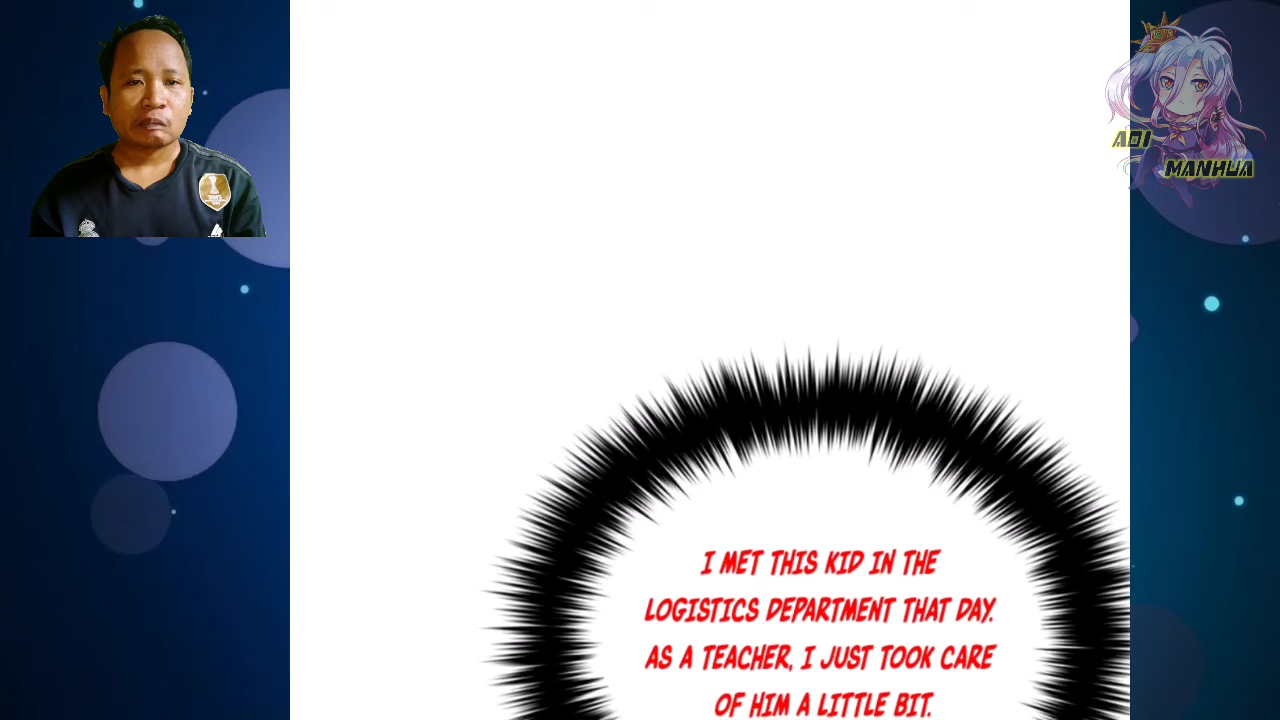 AOI
MANHUA
I MET THIS KID IN THE
LOGISTICS DEPARTMENT THAT DAY.
AS A TEACHER, I JUST TOOK CARE
OF HIM A LITTLE BIT.